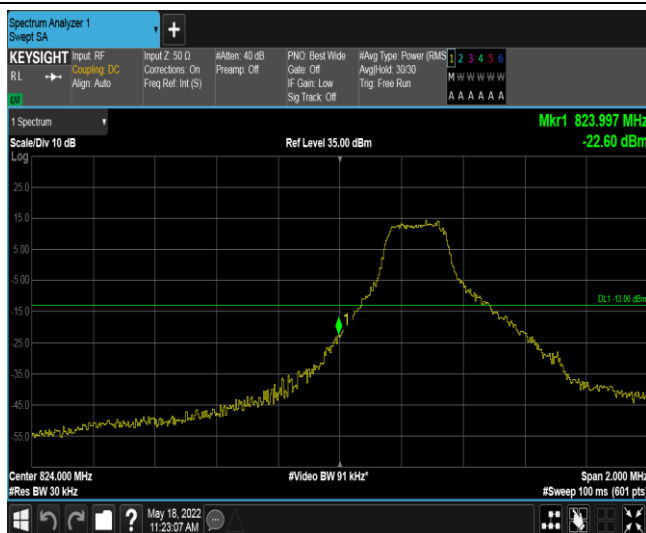 Spectrum Analyzer 1
Swept SA
+
KEYSIGHT Input: RF Input Z: 50 Ω #Atten: 40 dB PNO: Best Wide #Avg Type: Power (RMS 1 2 3 4 5 6
RL Coupling: DC Corrections: On Preamp: Off Gate: Off Avg|Hold: 30/30 M W W W W W
Align: Auto Freq Ref: Int (S) IF Gain: Low Trig: Free Run
Sig Track: Off A A A A A A
1 Spectrum Mkr1 823.997 MHz
Scale/Div 10 dB Ref Level 35.00 dBm -22.60 dBm
Log
25.0
15.0
5.00
-5.00
DL1 -13.00 dBm
-15.0
1
-25.0
-35.0
-45.0
-55.0
Center 824.000 MHz #Video BW 91 kHz* Span 2.000 MHz
#Res BW 30 kHz #Sweep 100 ms (601 pts
? May 18, 2022
11:23:07 AM